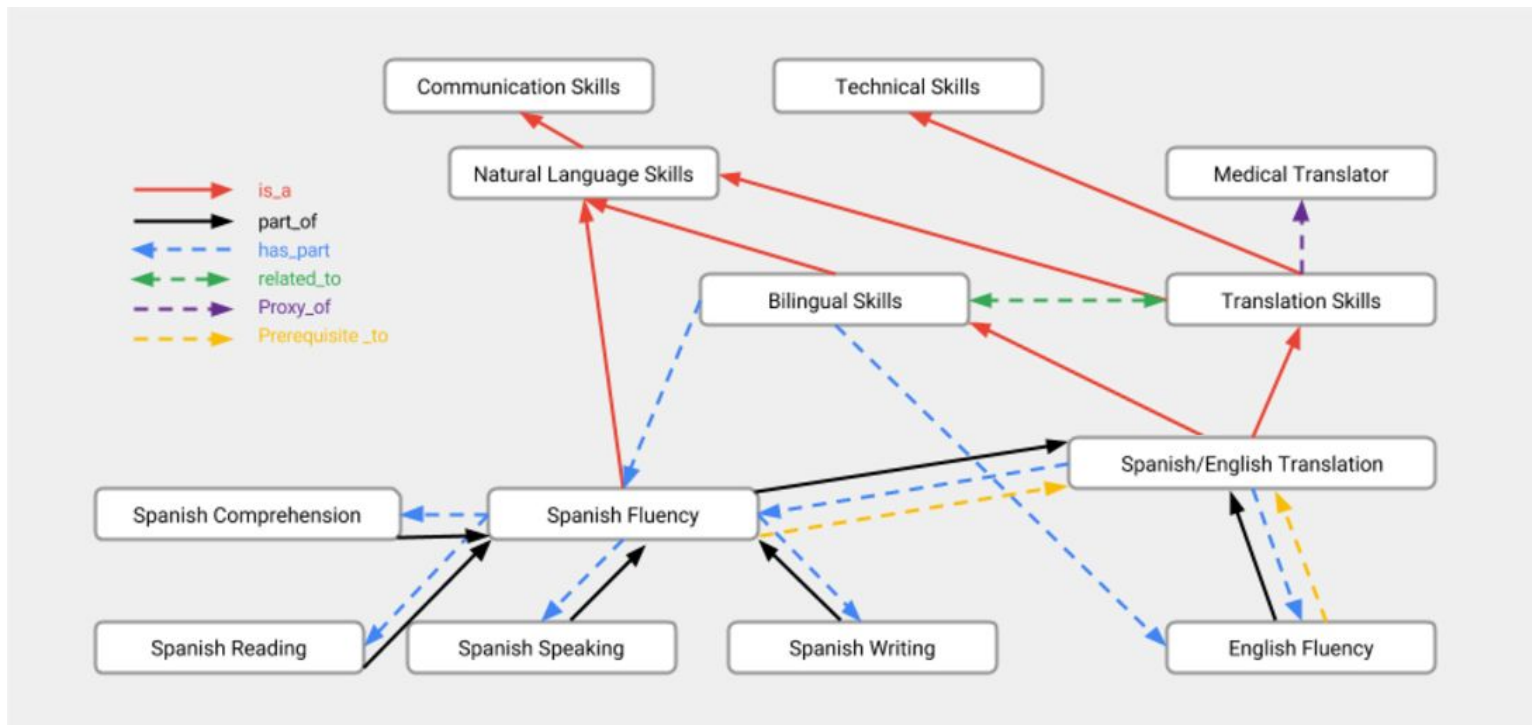 Communication Skills
Technical Skills
Natural Language Skills
Medical Translator
is_a
part_of
has_part
related_to
Proxy_of
Prerequisite _to
Bilingual Skills
Translation Skills
Spanish/English Translation
Spanish Comprehension
Spanish Fluency
Spanish Reading
Spanish Speaking
Spanish Writing
English Fluency